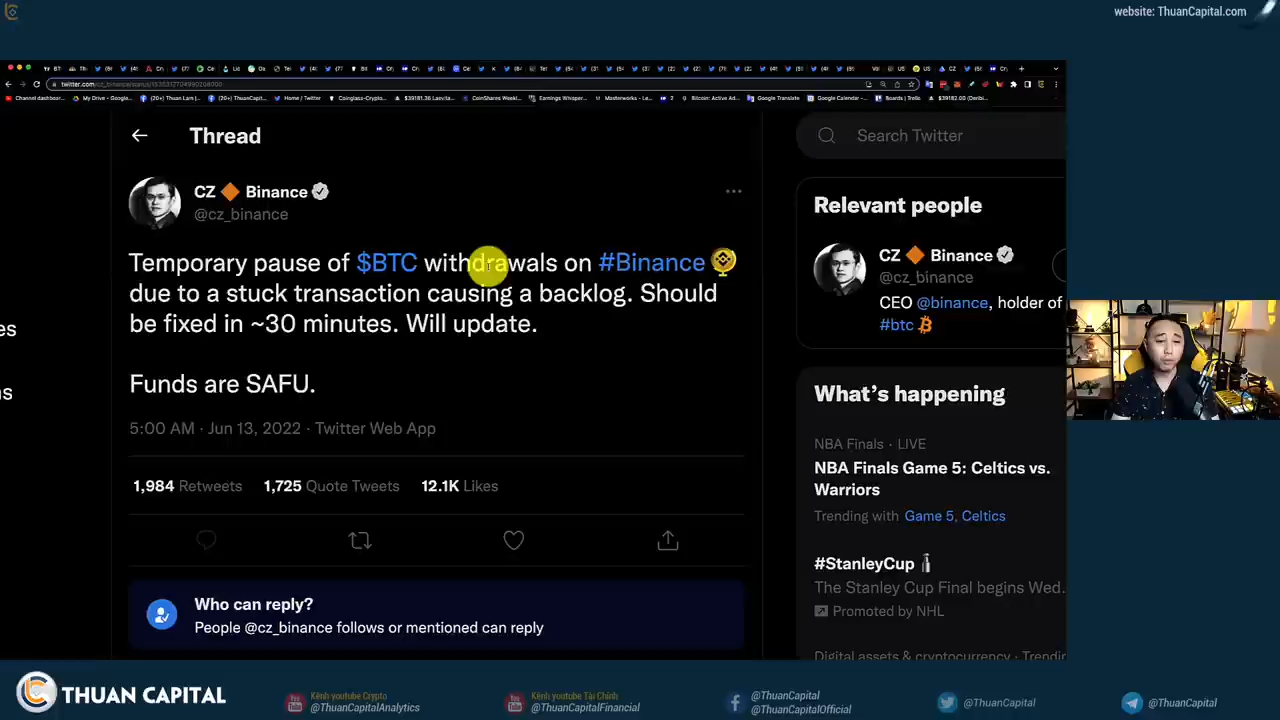 website: ThuanCapital.com
twitter.com/cz_binance/status/
Thread
Search Twitter
CZ 🔶 Binance
@cz_binance
Temporary pause of $BTC withdrawals on #Binance
due to a stuck transaction causing a backlog. Should
be fixed in ~30 minutes. Will update.
Funds are SAFU.
5:00 AM · Jun 13, 2022 · Twitter Web App
1,984 Retweets 1,725 Quote Tweets 12.1K Likes
Who can reply?
People @cz_binance follows or mentioned can reply
Relevant people
CZ 🔶 Binance
@cz_binance
CEO @binance, holder of
#btc
What's happening
NBA Finals · LIVE
NBA Finals Game 5: Celtics vs.
Warriors
Trending with Game 5, Celtics
#StanleyCup
The Stanley Cup Final begins Wed.
Promoted by NHL
Digital assets & cryptocurrency · Trending
THUAN CAPITAL
Kênh youtube Crypto
@ThuanCapitalAnalytics
Kênh youtube Tài Chính
@ThuanCapitalFinancial
@ThuanCapital
@ThuanCapitalOfficial
@ThuanCapital
@ThuanCapital